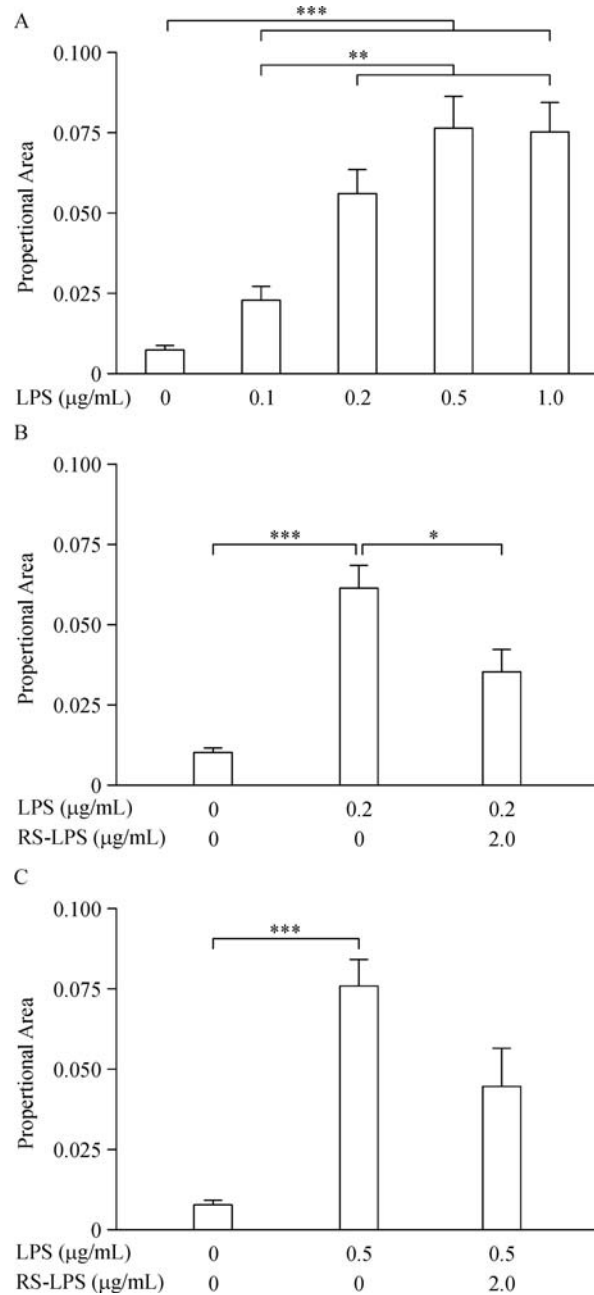 A
***
**
0.100
0.075
0.050
0.025
0
Propertional Area
LPS (μg/mL) 0 0.1 0.2 0.5 1.0
B
0.100
0.075
0.050
0.025
0
Propertional Area
*** *
LPS (μg/mL) 0 0.2 0.2
RS-LPS (μg/mL) 0 0 2.0
C
0.100
0.075
0.050
0.025
0
Propertional Area
***
LPS (μg/mL) 0 0.5 0.5
RS-LPS (μg/mL) 0 0 2.0